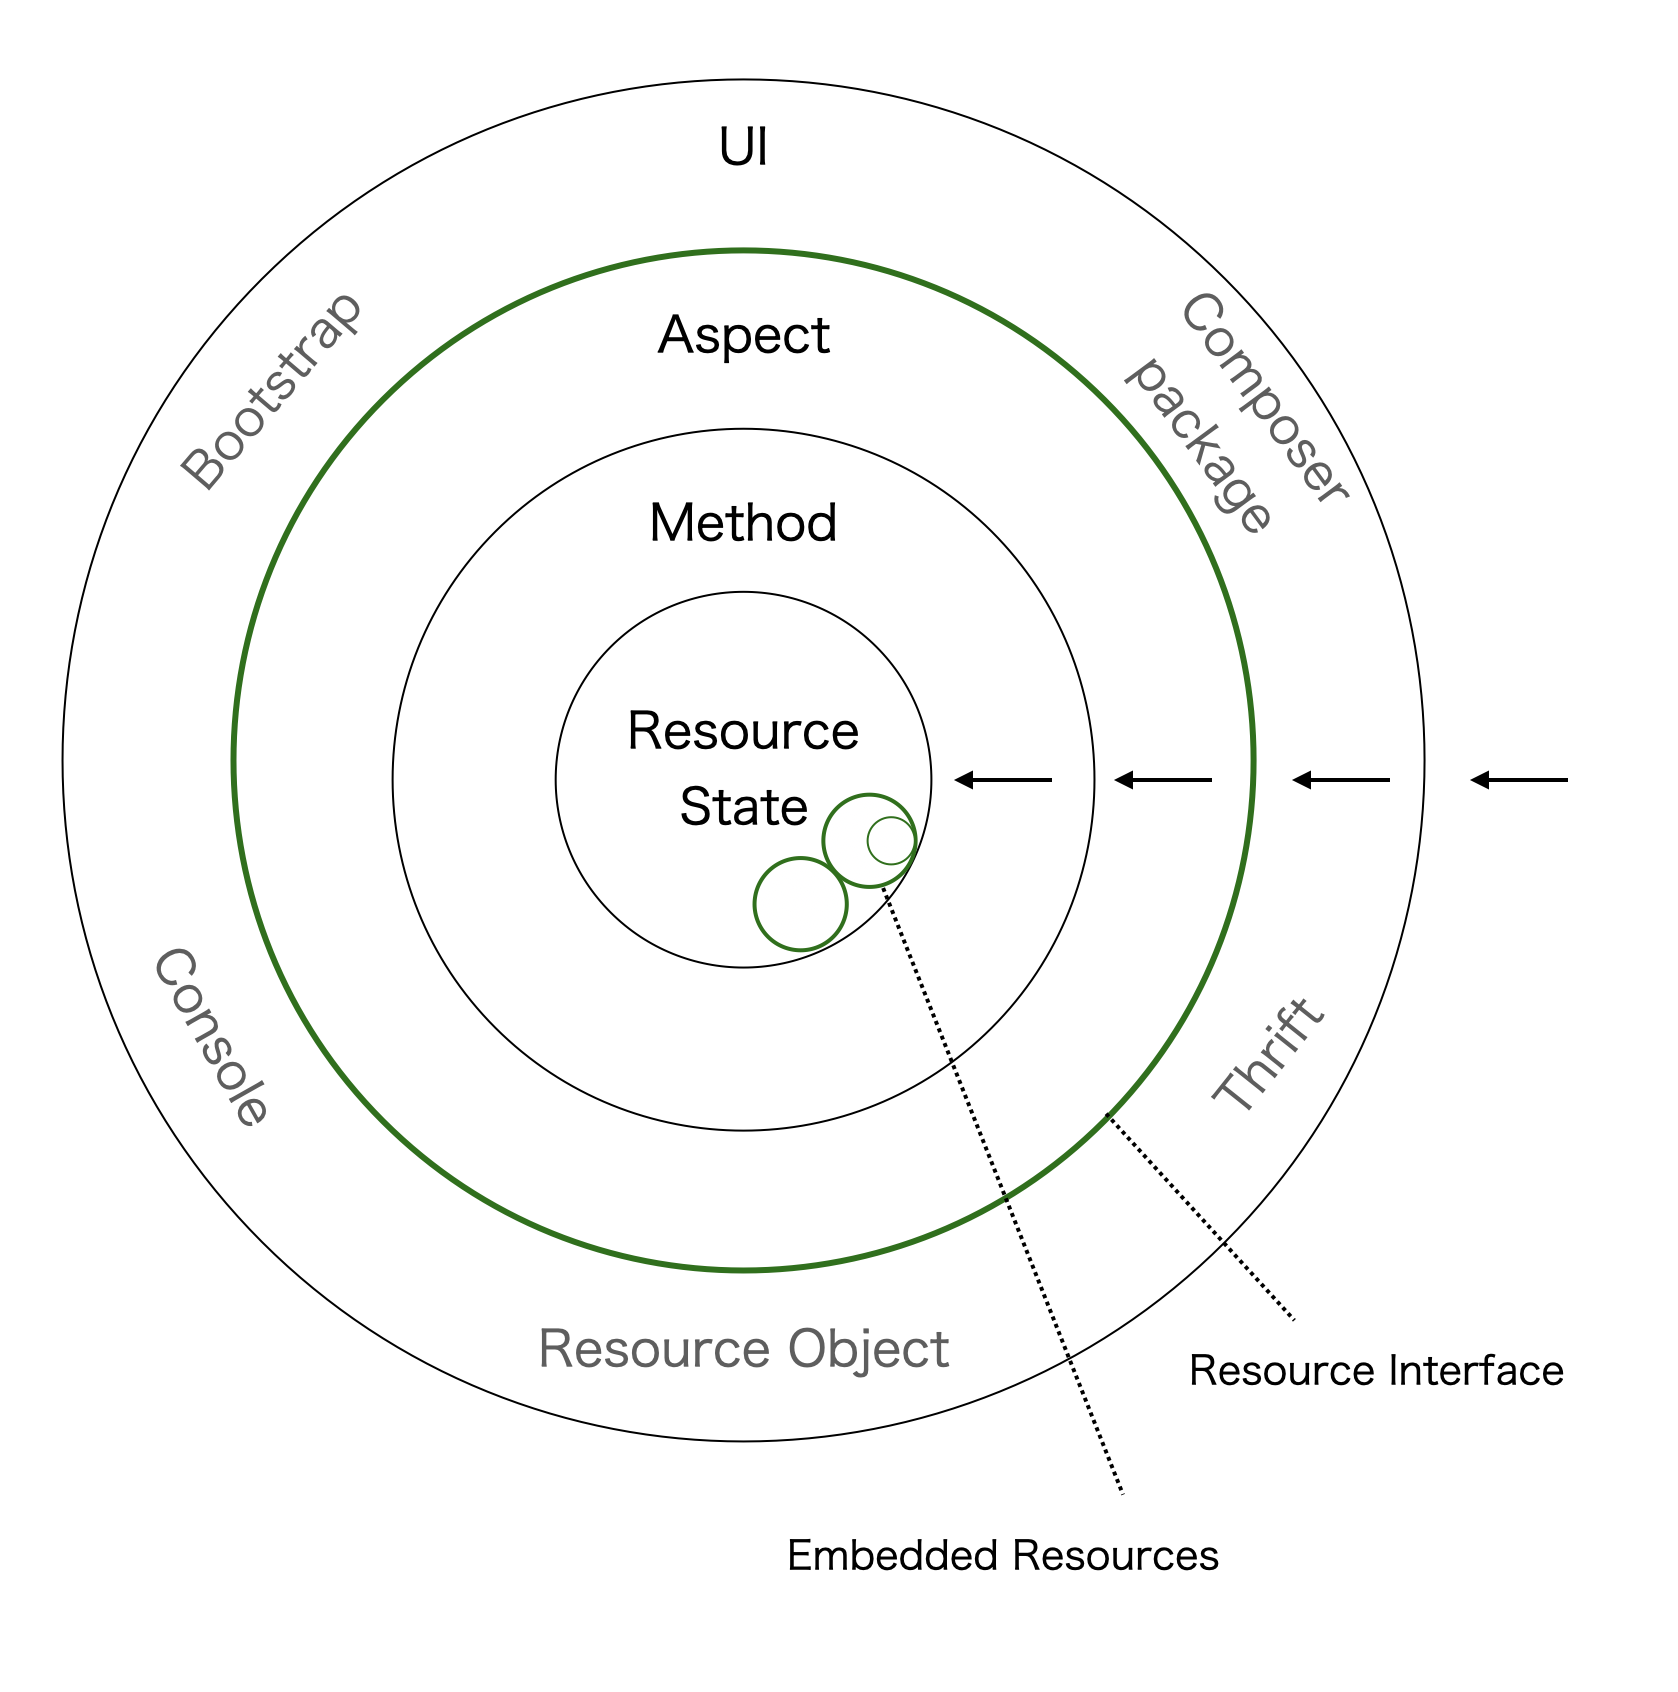 UI
Bootstrap
Composer
package
Aspect
Method
Resource
State
Console
Thrift
Resource Object
Resource Interface
Embedded Resources